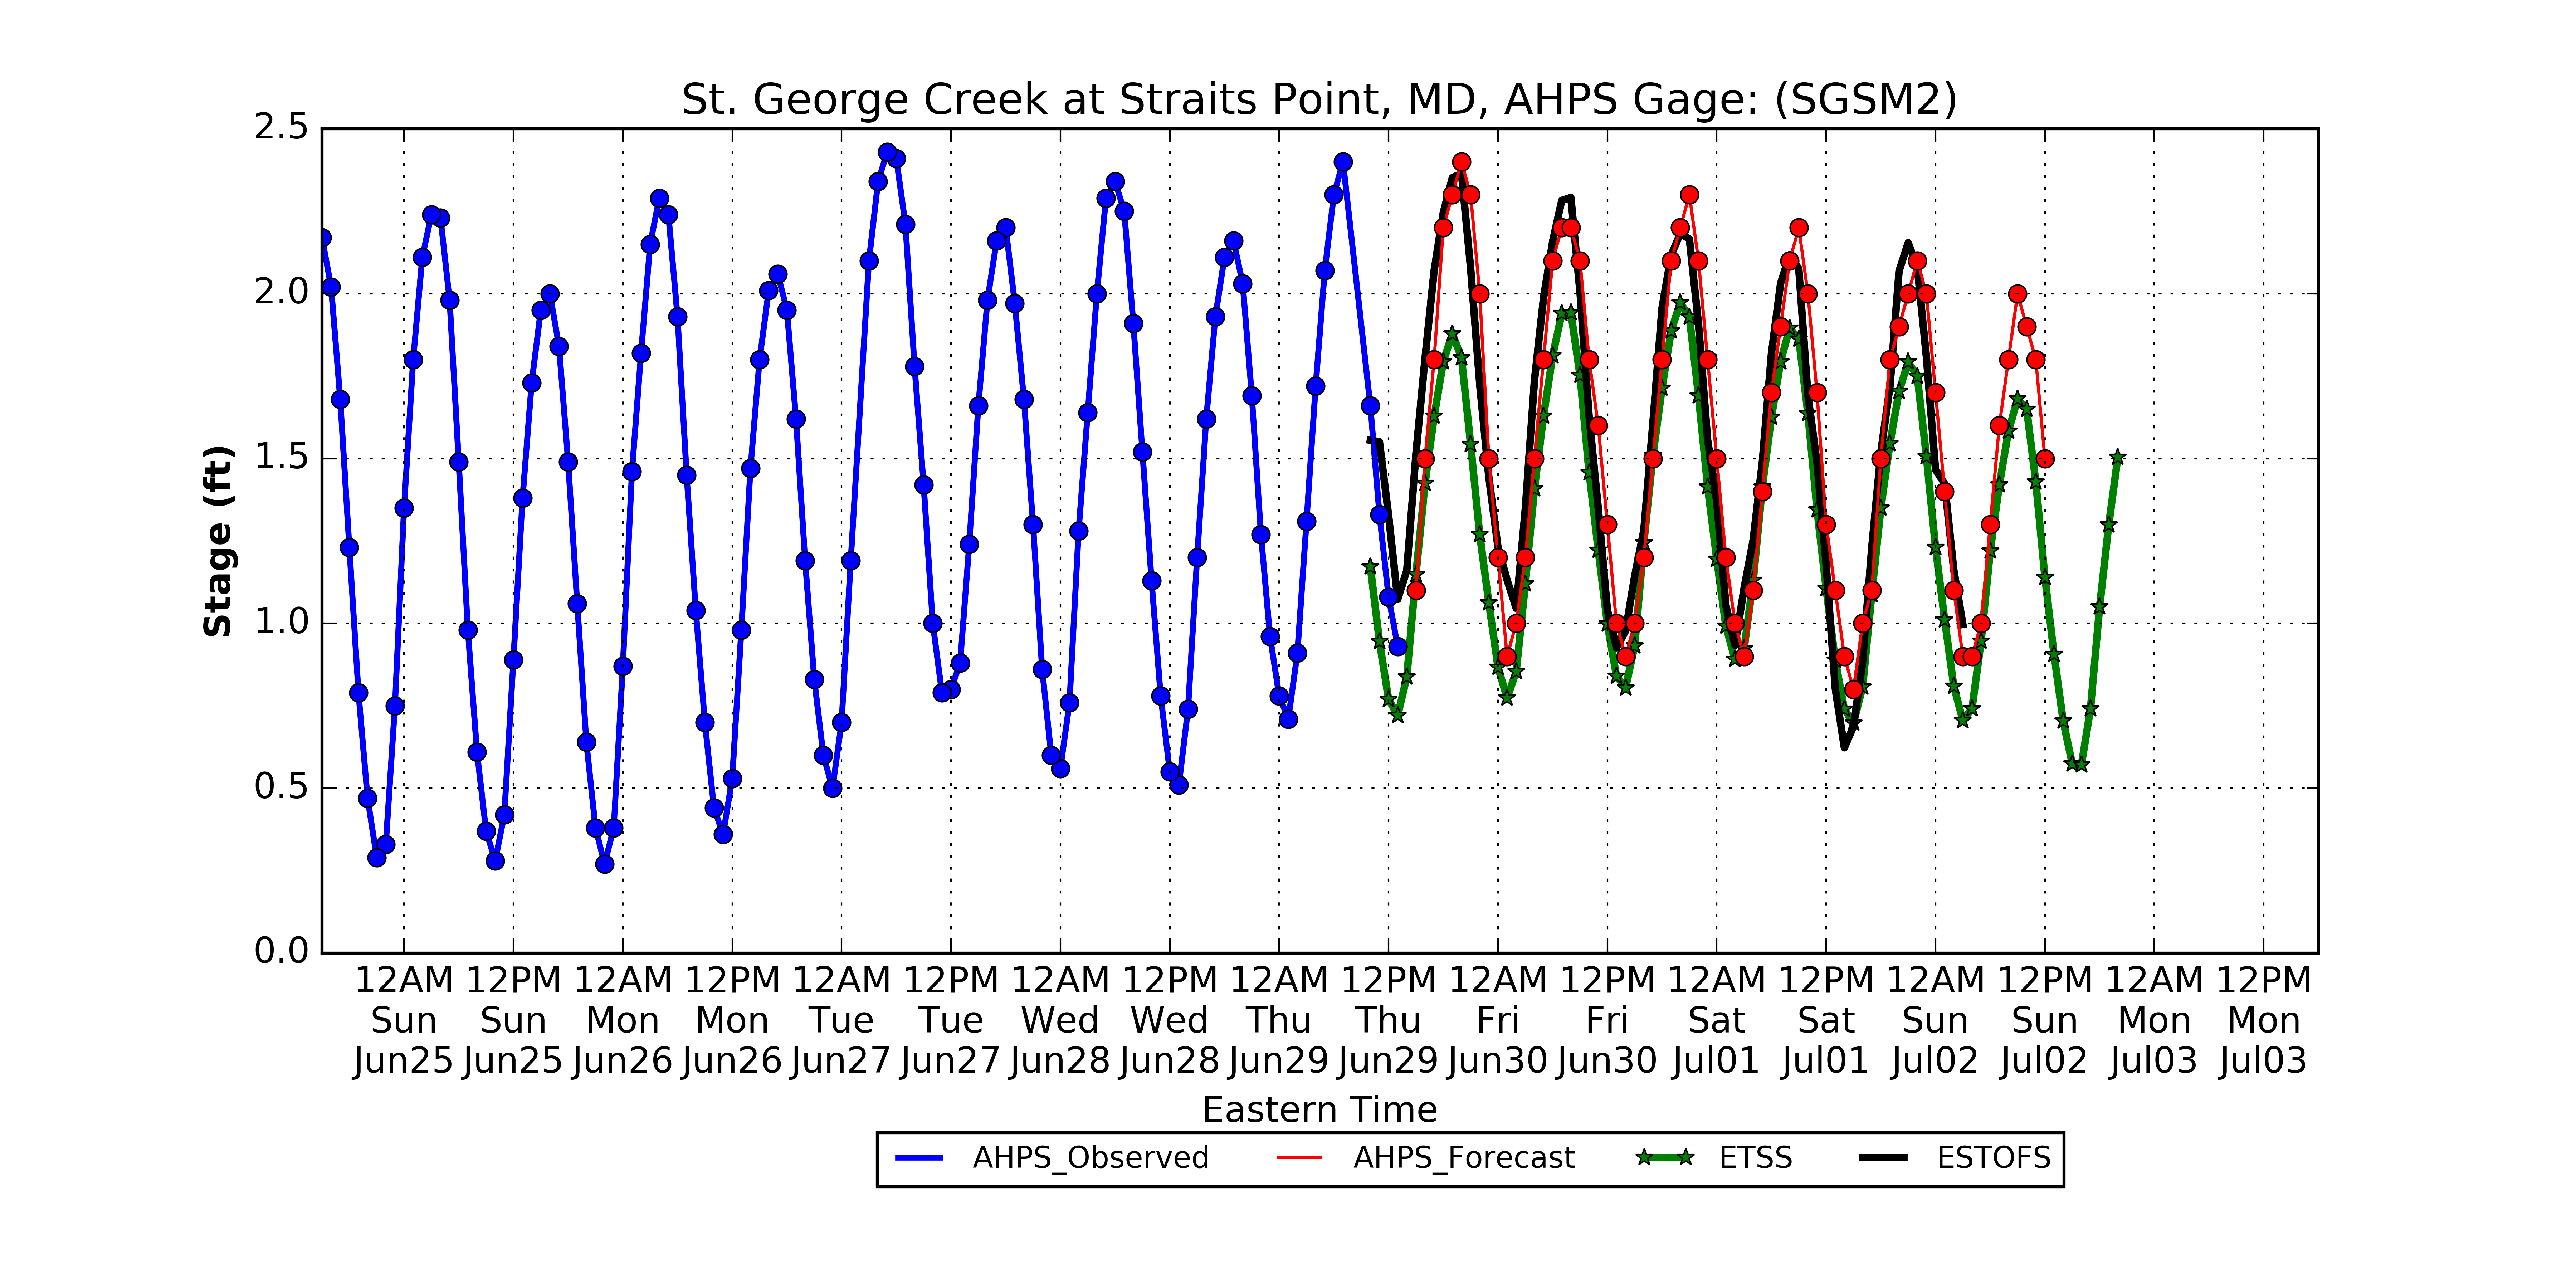 St. George Creek at Straits Point, MD, AHPS Gage: (SGSM2)
Stage (ft)
2.5
2.0
1.5
1.0
0.5
0.0
12AM 12PM 12AM 12PM 12AM 12PM 12AM 12PM 12AM 12PM 12AM 12PM 12AM 12PM 12AM 12PM 12AM 12PM
Sun Sun Mon Mon Tue Tue Wed Wed Thu Thu Fri Fri Sat Sat Sun Sun Mon Mon
Jun25 Jun25 Jun26 Jun26 Jun27 Jun27 Jun28 Jun28 Jun29 Jun29 Jun30 Jun30 Jul01 Jul01 Jul02 Jul02 Jul03 Jul03
Eastern Time
AHPS_Observed AHPS_Forecast ETSS ESTOFS